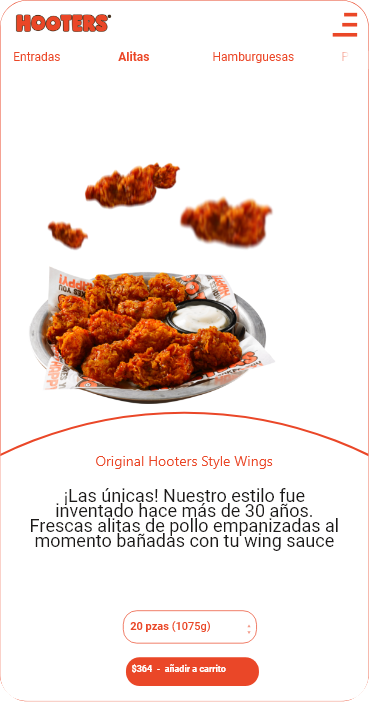 HOOTERS
Entradas Alitas Hamburguesas F
Original Hooters Style Wings
¡Las únicas! Nuestro estilo fue
inventado hace más de 30 años.
Frescas alitas de pollo empanizadas al
momento bañadas con tu wing sauce
20 pzas (1075g)
$364 - añadir a carrito